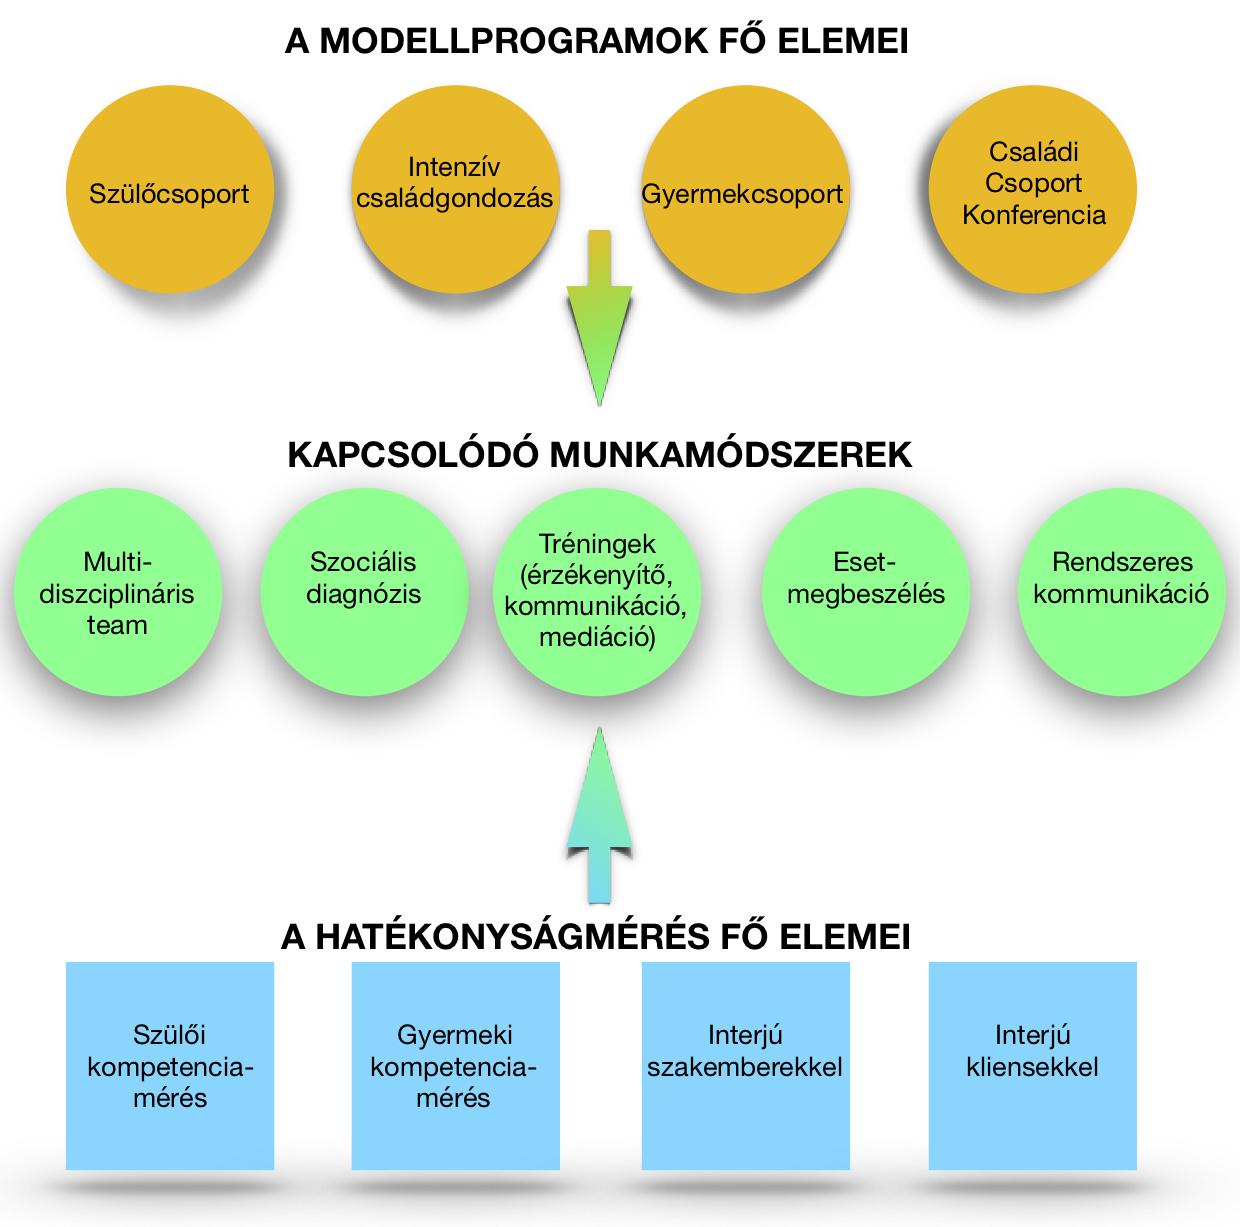 A MODELLPROGRAMOK FŐ ELEMEI
Szülőcsoport
Intenzív
családgondozás
Gyermekcsoport
Családi
Csoport
Konferencia
KAPCSOLÓDÓ MUNKAMÓDSZEREK
Multi-
diszciplináris
team
Szociális
diagnózis
Tréningek
(érzékenyítő,
kommunikáció,
mediáció)
Eset-
megbeszélés
Rendszeres
kommunikáció
A HATÉKONYSÁGMÉRÉS FŐ ELEMEI
Szülői
kompetencia-
mérés
Gyermeki
kompetencia-
mérés
Interjú
szakemberekkel
Interjú
kliensekkel